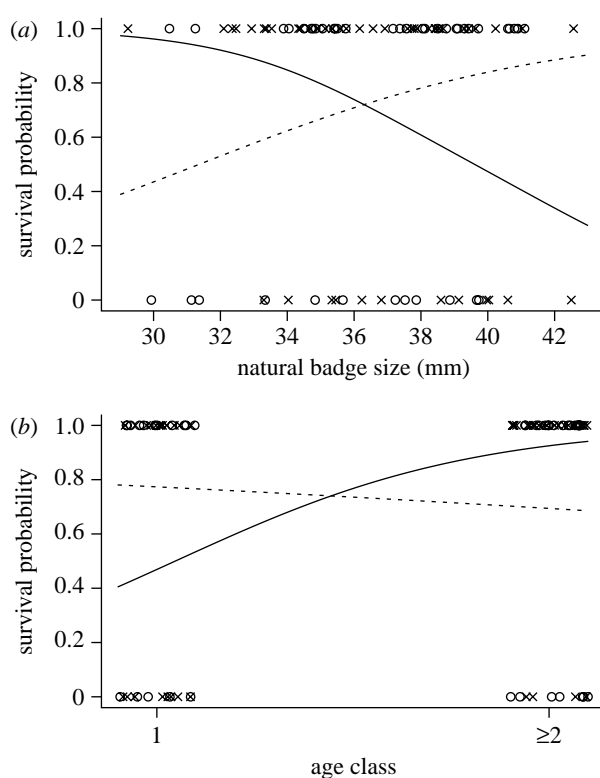 (a)
1.0
0.8
0.6
0.4
0.2
0
survival probability
30 32 34 36 38 40 42
natural badge size (mm)
(b)
1.0
0.8
0.6
0.4
0.2
0
survival probability
1 ≥2
age class